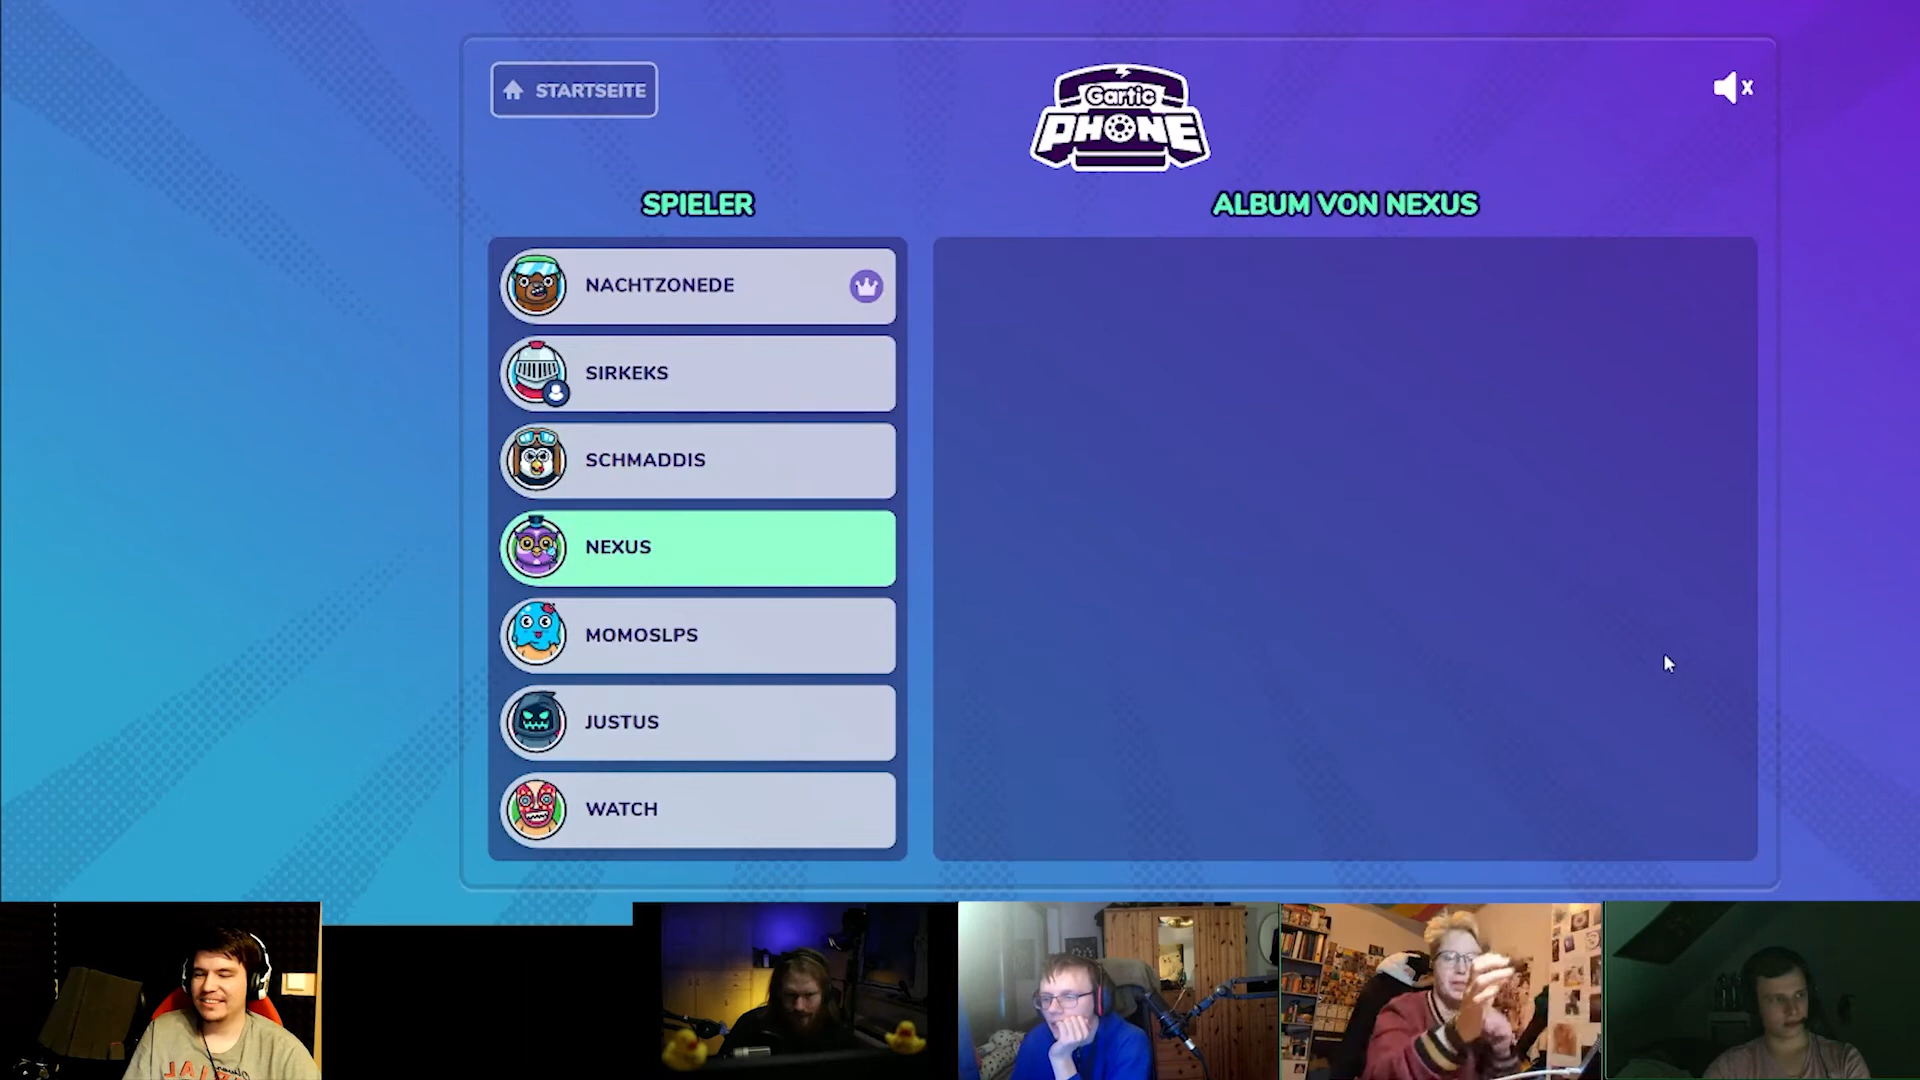 STARTSEITE
Gartic
PHONE
x
SPIELER
ALBUM VON NEXUS
NACHTZONEDE
SIRKEKS
SCHMADDIS
NEXUS
MOMOSLPS
JUSTUS
WATCH